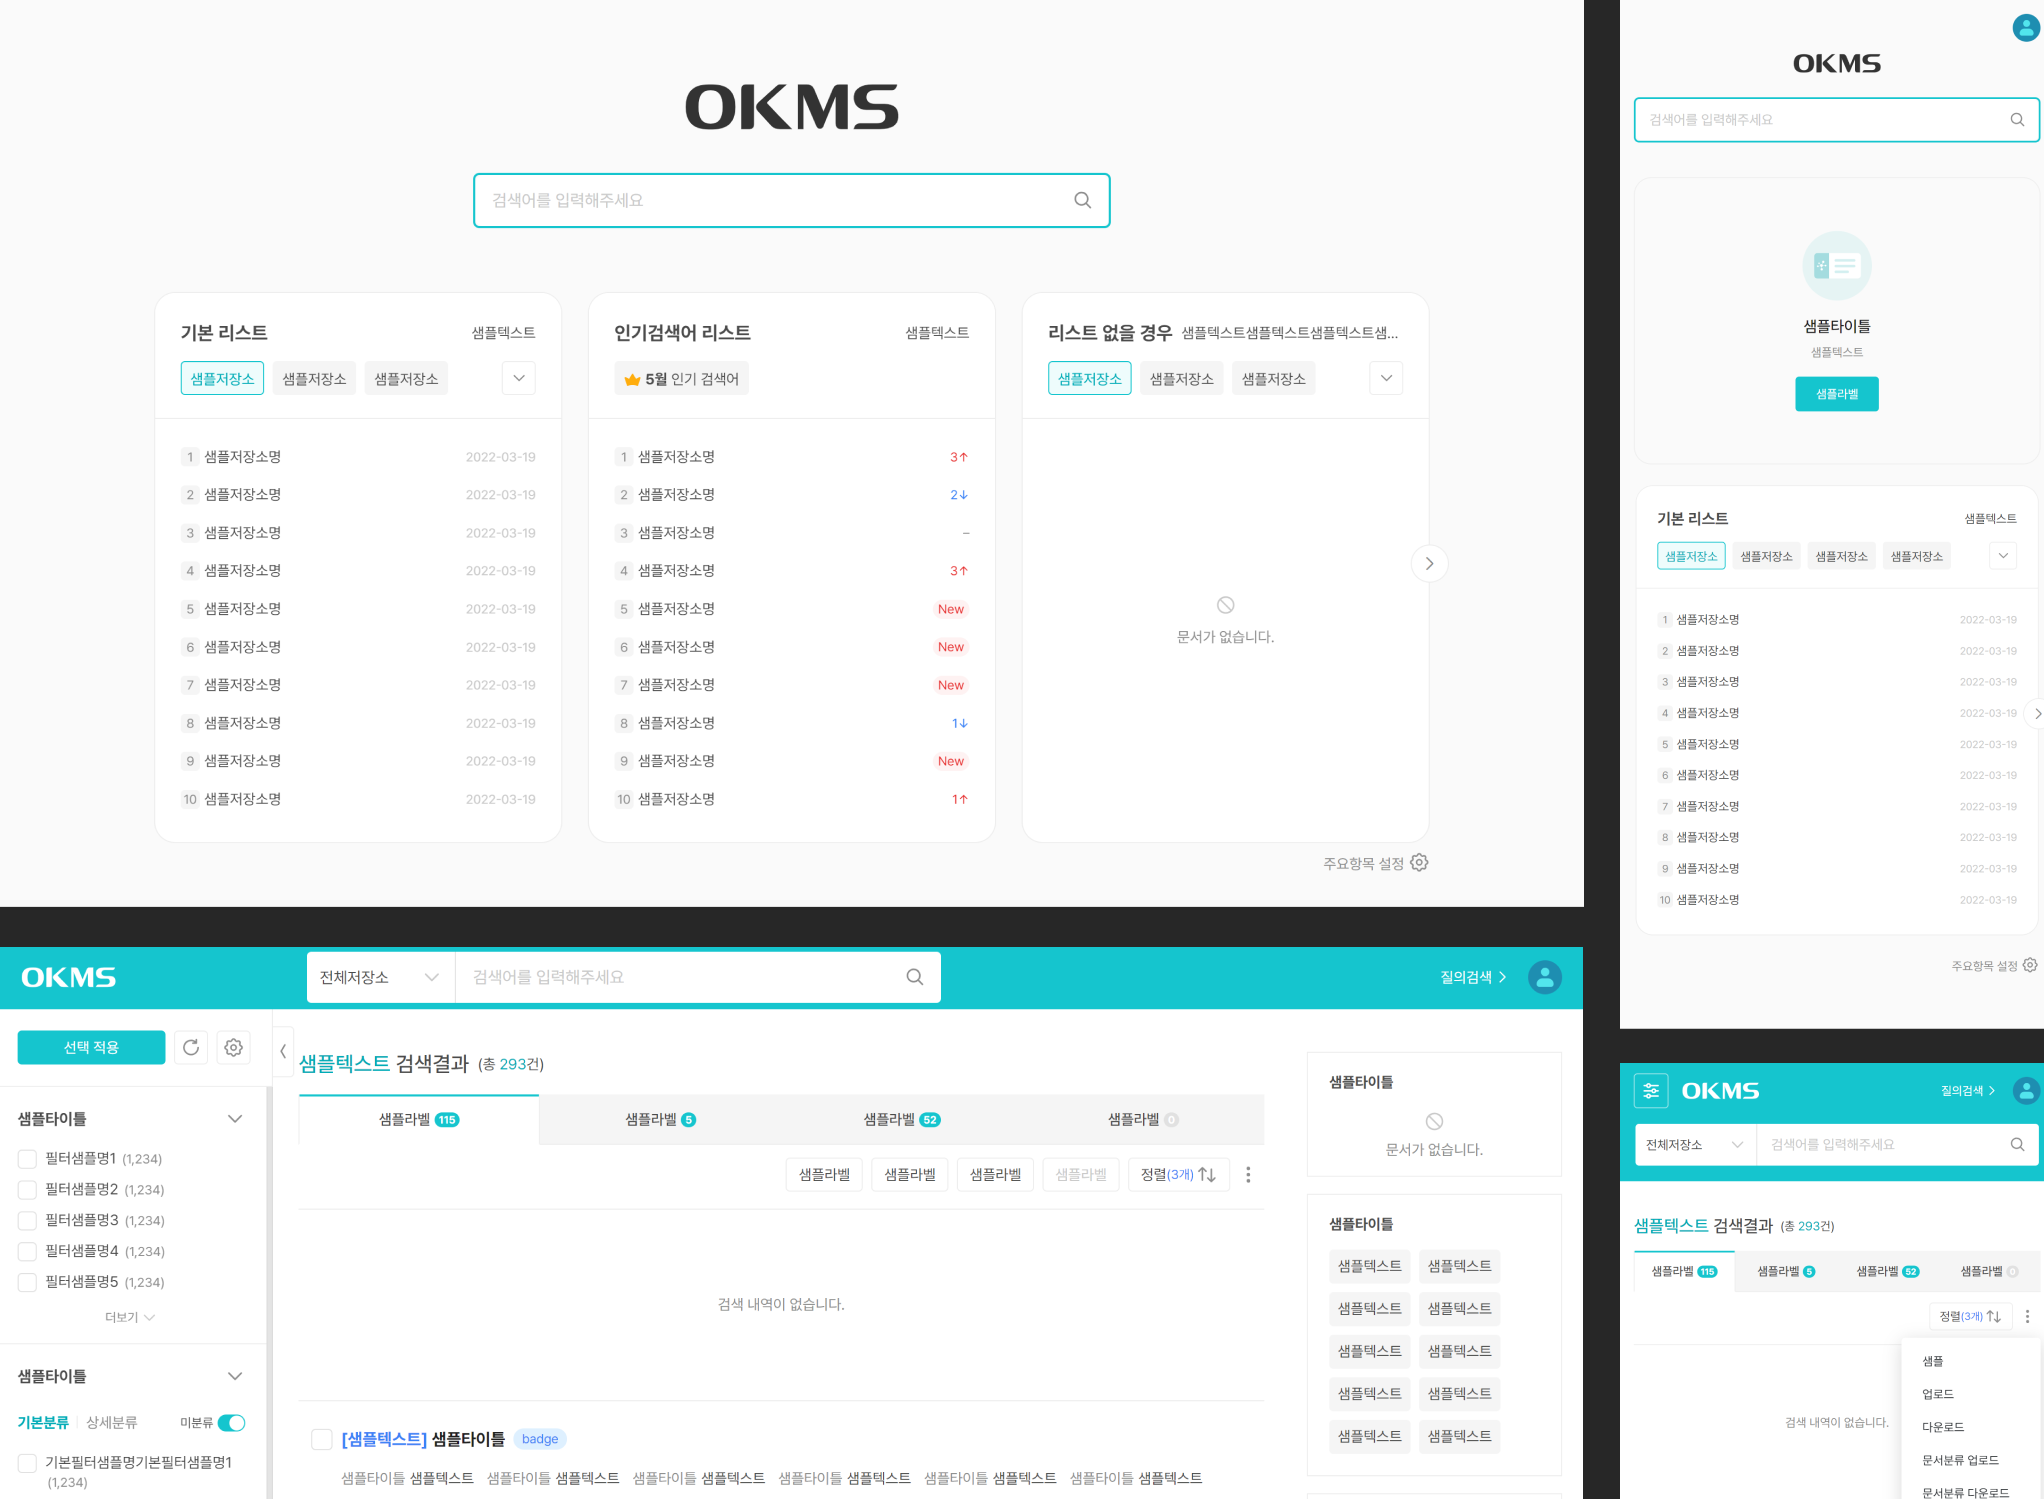 OKMS
검색어를 입력해주세요
기본 리스트 샘플텍스트
샘플저장소 샘플저장소 샘플저장소
1 샘플저장소명 2022-03-19
2 샘플저장소명 2022-03-19
3 샘플저장소명 2022-03-19
4 샘플저장소명 2022-03-19
5 샘플저장소명 2022-03-19
6 샘플저장소명 2022-03-19
7 샘플저장소명 2022-03-19
8 샘플저장소명 2022-03-19
9 샘플저장소명 2022-03-19
10 샘플저장소명 2022-03-19
인기검색어 리스트 샘플텍스트
5월 인기 검색어
1 샘플저장소명 3↑
2 샘플저장소명 2↓
3 샘플저장소명 –
4 샘플저장소명 3↑
5 샘플저장소명 New
6 샘플저장소명 New
7 샘플저장소명 New
8 샘플저장소명 1↓
9 샘플저장소명 New
10 샘플저장소명 1↑
리스트 없을 경우 샘플텍스트샘플텍스트샘플텍스트샘...
샘플저장소 샘플저장소 샘플저장소
문서가 없습니다.
주요항목 설정
OKMS
검색어를 입력해주세요
샘플타이틀
샘플텍스트
샘플라벨
기본 리스트 샘플텍스트
샘플저장소 샘플저장소 샘플저장소 샘플저장소
1 샘플저장소명 2022-03-19
2 샘플저장소명 2022-03-19
3 샘플저장소명 2022-03-19
4 샘플저장소명 2022-03-19
5 샘플저장소명 2022-03-19
6 샘플저장소명 2022-03-19
7 샘플저장소명 2022-03-19
8 샘플저장소명 2022-03-19
9 샘플저장소명 2022-03-19
10 샘플저장소명 2022-03-19
주요항목 설정
OKMS 전체저장소 검색어를 입력해주세요 질의검색
선택 적용
샘플타이틀
필터샘플명1 (1,234)
필터샘플명2 (1,234)
필터샘플명3 (1,234)
필터샘플명4 (1,234)
필터샘플명5 (1,234)
더보기
샘플타이틀
기본분류 상세분류 미분류
기본필터샘플명기본필터샘플명1
(1,234)
샘플텍스트 검색결과 (총 293건)
샘플라벨 115 샘플라벨 5 샘플라벨 52 샘플라벨 0
샘플라벨 샘플라벨 샘플라벨 샘플라벨 정렬(3개)
검색 내역이 없습니다.
[샘플텍스트] 샘플타이틀 badge
샘플타이틀 샘플텍스트 샘플타이틀 샘플텍스트 샘플타이틀 샘플텍스트 샘플타이틀 샘플텍스트 샘플타이틀 샘플텍스트 샘플타이틀 샘플텍스트
샘플타이틀
문서가 없습니다.
샘플타이틀
샘플텍스트 샘플텍스트
샘플텍스트 샘플텍스트
샘플텍스트 샘플텍스트
샘플텍스트 샘플텍스트
샘플텍스트 샘플텍스트
OKMS 질의검색
전체저장소 검색어를 입력해주세요
샘플텍스트 검색결과 (총 293건)
샘플라벨 115 샘플라벨 5 샘플라벨 52 샘플라벨 0
정렬(3개)
검색 내역이 없습니다.
샘플
업로드
다운로드
문서분류 업로드
문서분류 다운로드